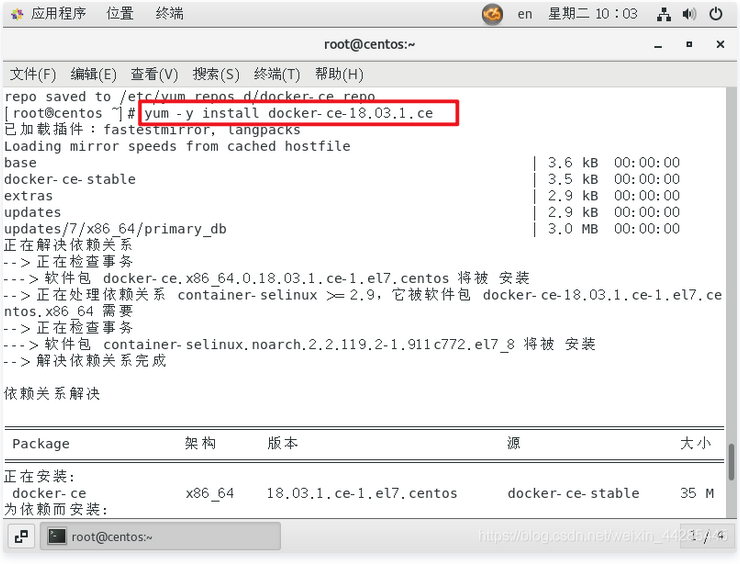 应用程序 位置 终端 en 星期二 10:03
root@centos:~
文件(F) 编辑(E) 查看(V) 搜索(S) 终端(T) 帮助(H)
repo saved to /etc/yum.repos.d/docker-ce.repo
[root@centos ~]# yum -y install docker-ce-18.03.1.ce
已加载插件：fastestmirror, langpacks
Loading mirror speeds from cached hostfile
base | 3.6 kB 00:00:00
docker-ce-stable | 3.5 kB 00:00:00
extras | 2.9 kB 00:00:00
updates | 2.9 kB 00:00:00
updates/7/x86_64/primary_db | 3.0 MB 00:00:00
正在解决依赖关系
--> 正在检查事务
---> 软件包 docker-ce.x86_64.0.18.03.1.ce-1.el7.centos 将被 安装
--> 正在处理依赖关系 container-selinux >= 2.9，它被软件包 docker-ce-18.03.1.ce-1.el7.ce
ntos.x86_64 需要
--> 正在检查事务
---> 软件包 container-selinux.noarch.2.2.119.2-1.911c772.el7_8 将被 安装
--> 解决依赖关系完成
依赖关系解决
Package 架构 版本 源 大小
正在安装:
docker-ce x86_64 18.03.1.ce-1.el7.centos docker-ce-stable 35 M
为依赖而安装:
root@centos:~ 1 / 4